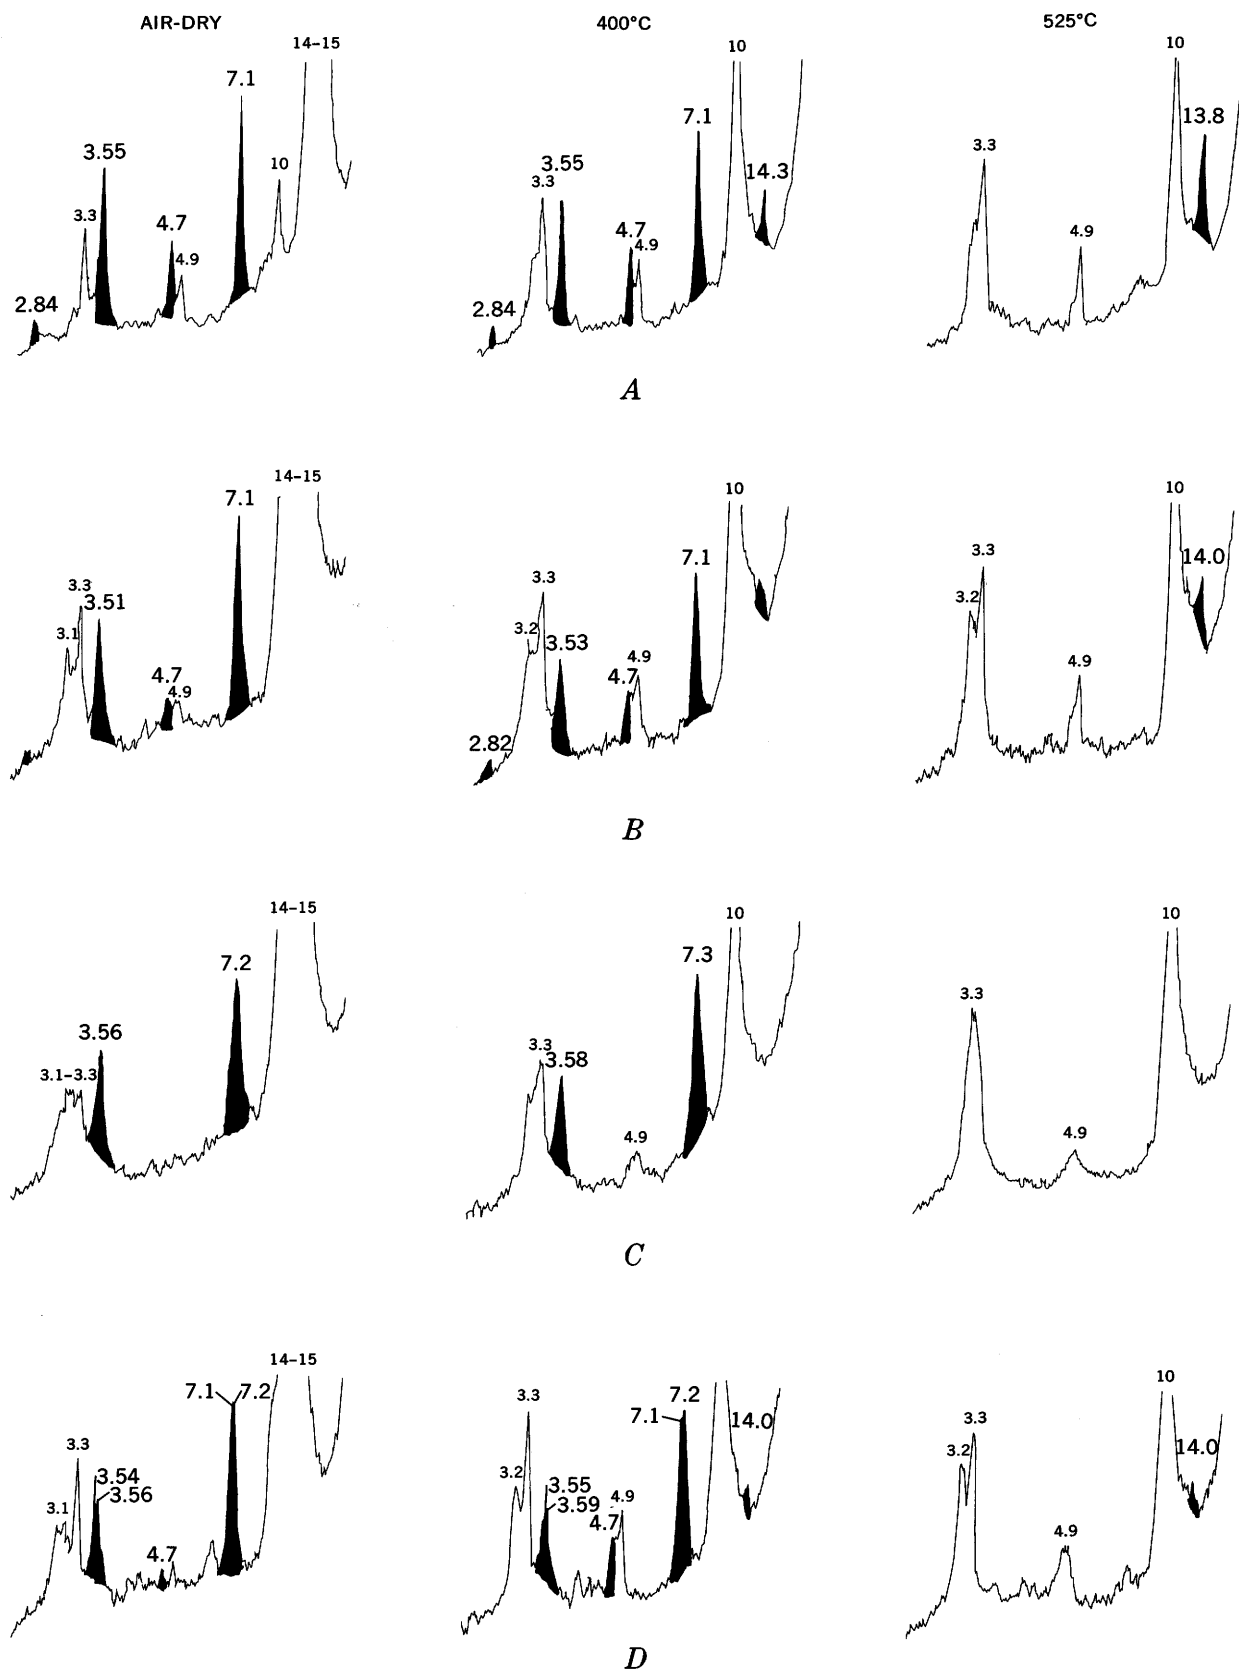 AIR-DRY 400°C 525°C
14–15 10 10
7.1 7.1 13.8
3.55 3.55 3.3
10 3.3 14.3
3.3 4.7 4.9
4.7 4.9
4.9 2.84
2.84
A
14–15 10 10
7.1 7.1 3.3
3.3 3.3 14.0
3.51 3.2 3.2
3.1 3.53 4.9
4.7 4.9
4.9 4.7
2.82
B
14–15 10 10
7.2 7.3 3.3
3.56 3.3 4.9
3.1–3.3 3.58
4.9
C
14–15 10
7.1 7.2 7.2 3.3
3.3 7.1 14.0 3.2
3.54 3.3 14.0
3.56 3.2 4.9
3.1 3.55
4.7 3.59
4.9
4.7
D